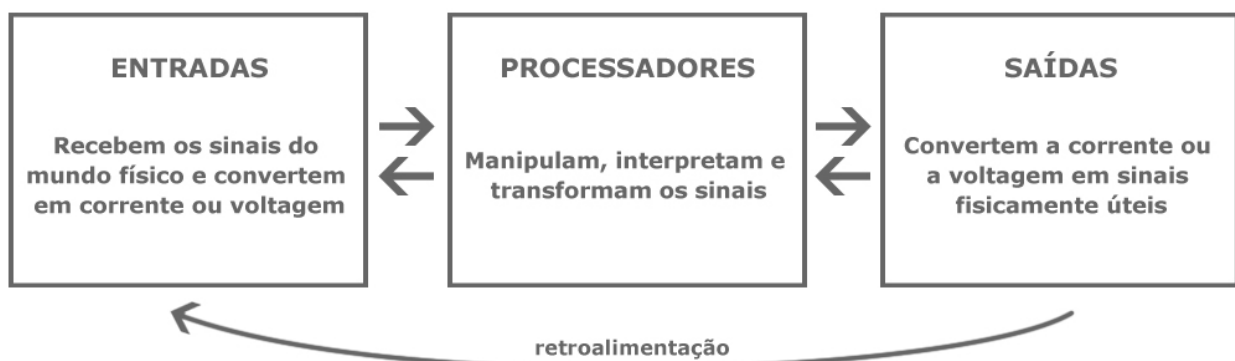 ENTRADAS
Recebem os sinais do
mundo físico e convertem
em corrente ou voltagem
PROCESSADORES
Manipulam, interpretam e
transformam os sinais
SAÍDAS
Convertem a corrente ou
a voltagem em sinais
fisicamente úteis
retroalimentação